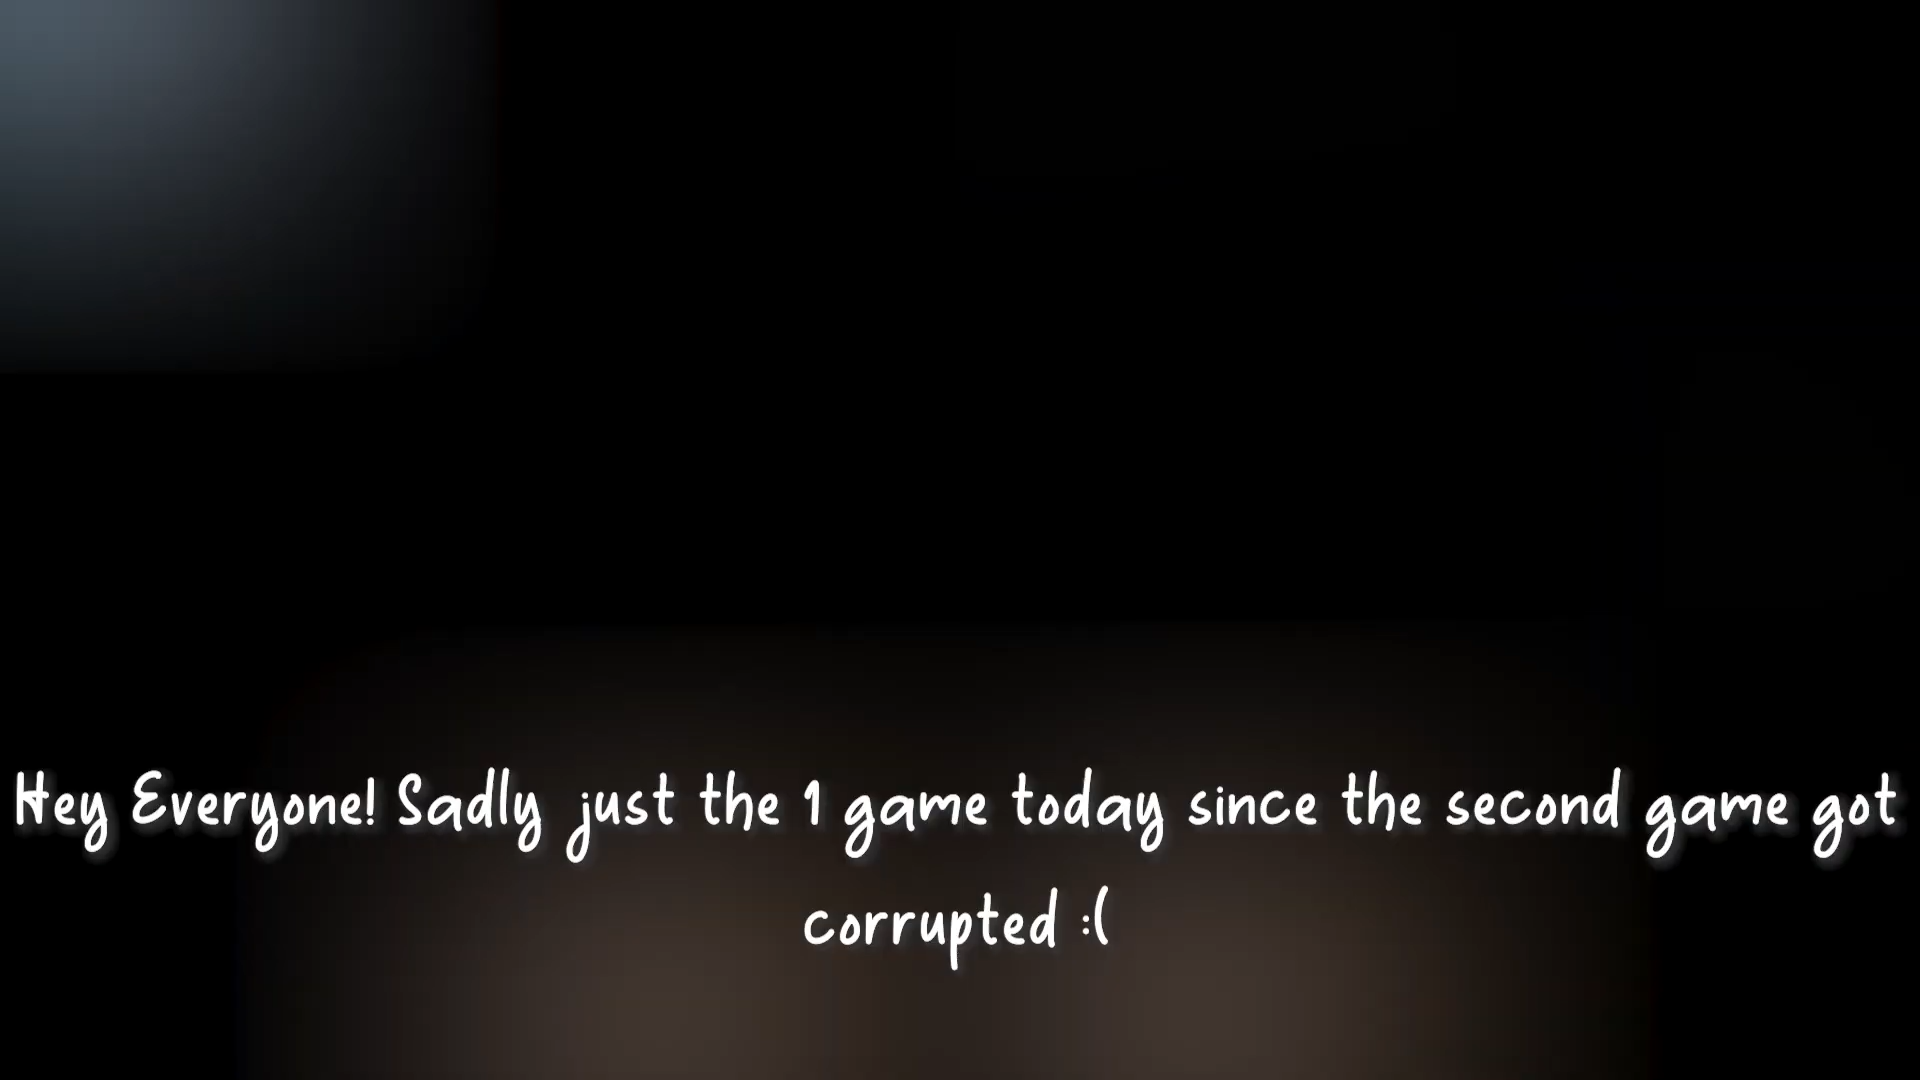 Hey Everyone! Sadly just the 1 game today since the second game got
corrupted :(